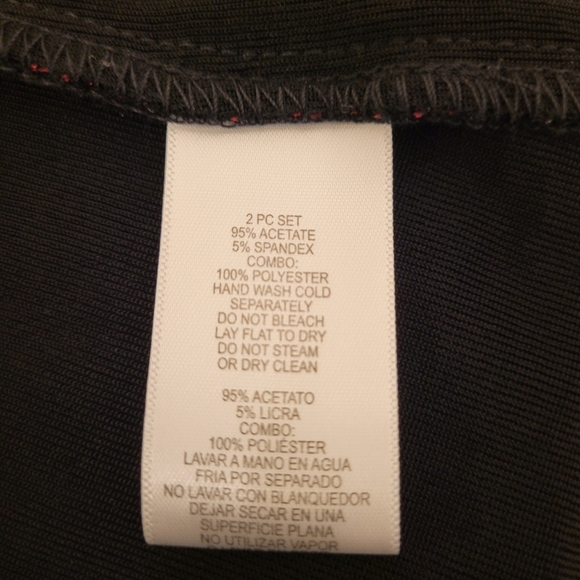 2 PC SET
95% ACETATE
5% SPANDEX
COMBO:
100% POLYESTER
HAND WASH COLD
SEPARATELY
DO NOT BLEACH
LAY FLAT TO DRY
DO NOT STEAM
OR DRY CLEAN
95% ACETATO
5% LICRA
COMBO:
100% POLIÉSTER
LAVAR A MANO EN AGUA
FRIA POR SEPARADO
NO LAVAR CON BLANQUEDOR
DEJAR SECAR EN UNA
SUPERFICIE PLANA
NO UTILIZAR VAPOR